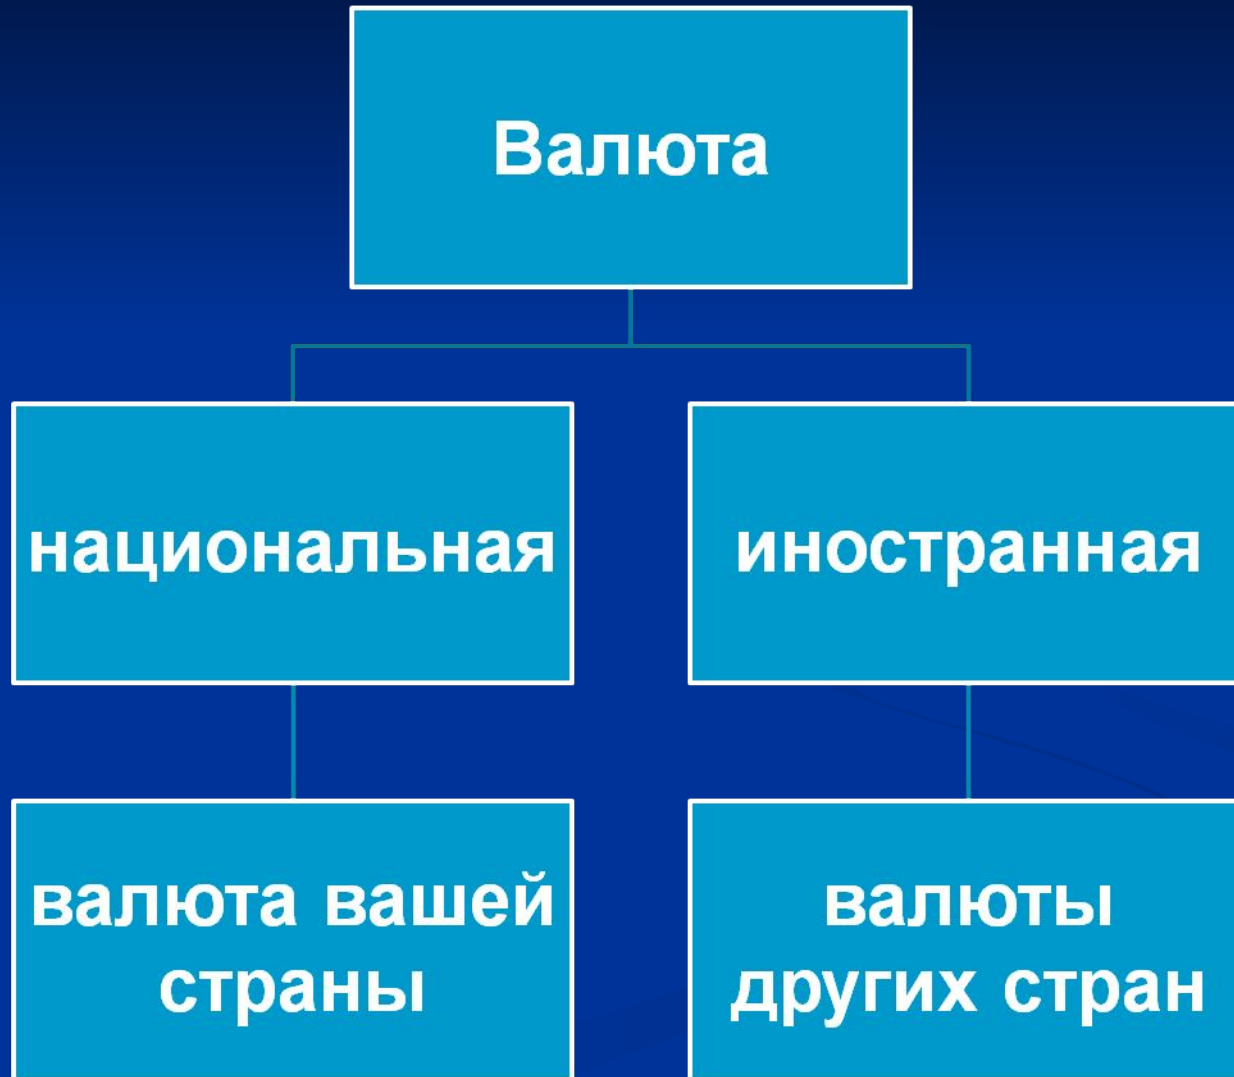 Валюта
национальная
иностранная
валюта вашей
страны
валюты
других стран